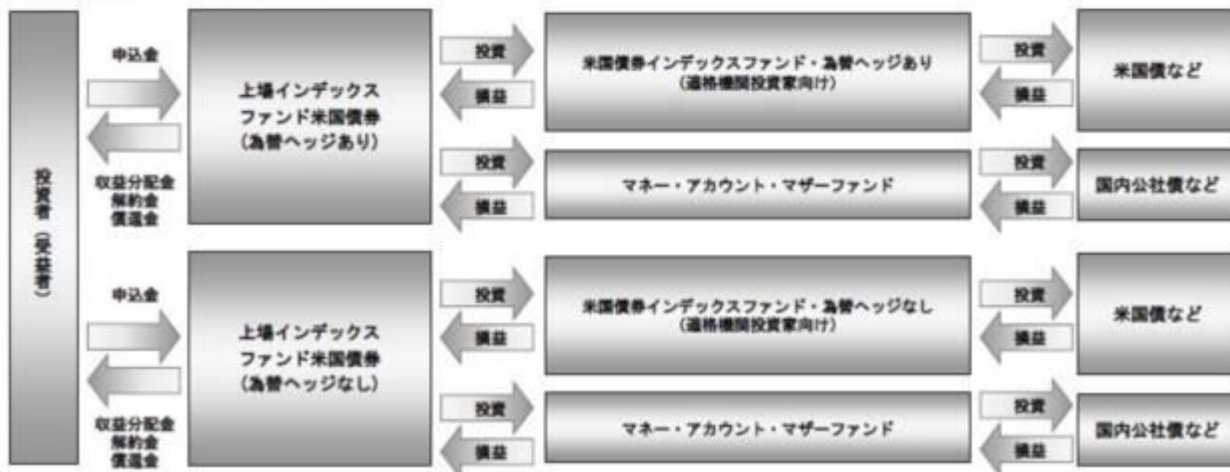 投資者（受益者）
申込金
収益分配金
解約金
償還金
上場インデックス
ファンド米国債券
(為替ヘッジあり)
投資
損益
米国債券インデックスファンド・為替ヘッジあり
(適格機関投資家向け)
投資
損益
米国債など
投資
損益
マネー・アカウント・マザーファンド
投資
損益
国内公社債など
申込金
収益分配金
解約金
償還金
上場インデックス
ファンド米国債券
(為替ヘッジなし)
投資
損益
米国債券インデックスファンド・為替ヘッジなし
(適格機関投資家向け)
投資
損益
米国債など
投資
損益
マネー・アカウント・マザーファンド
投資
損益
国内公社債など